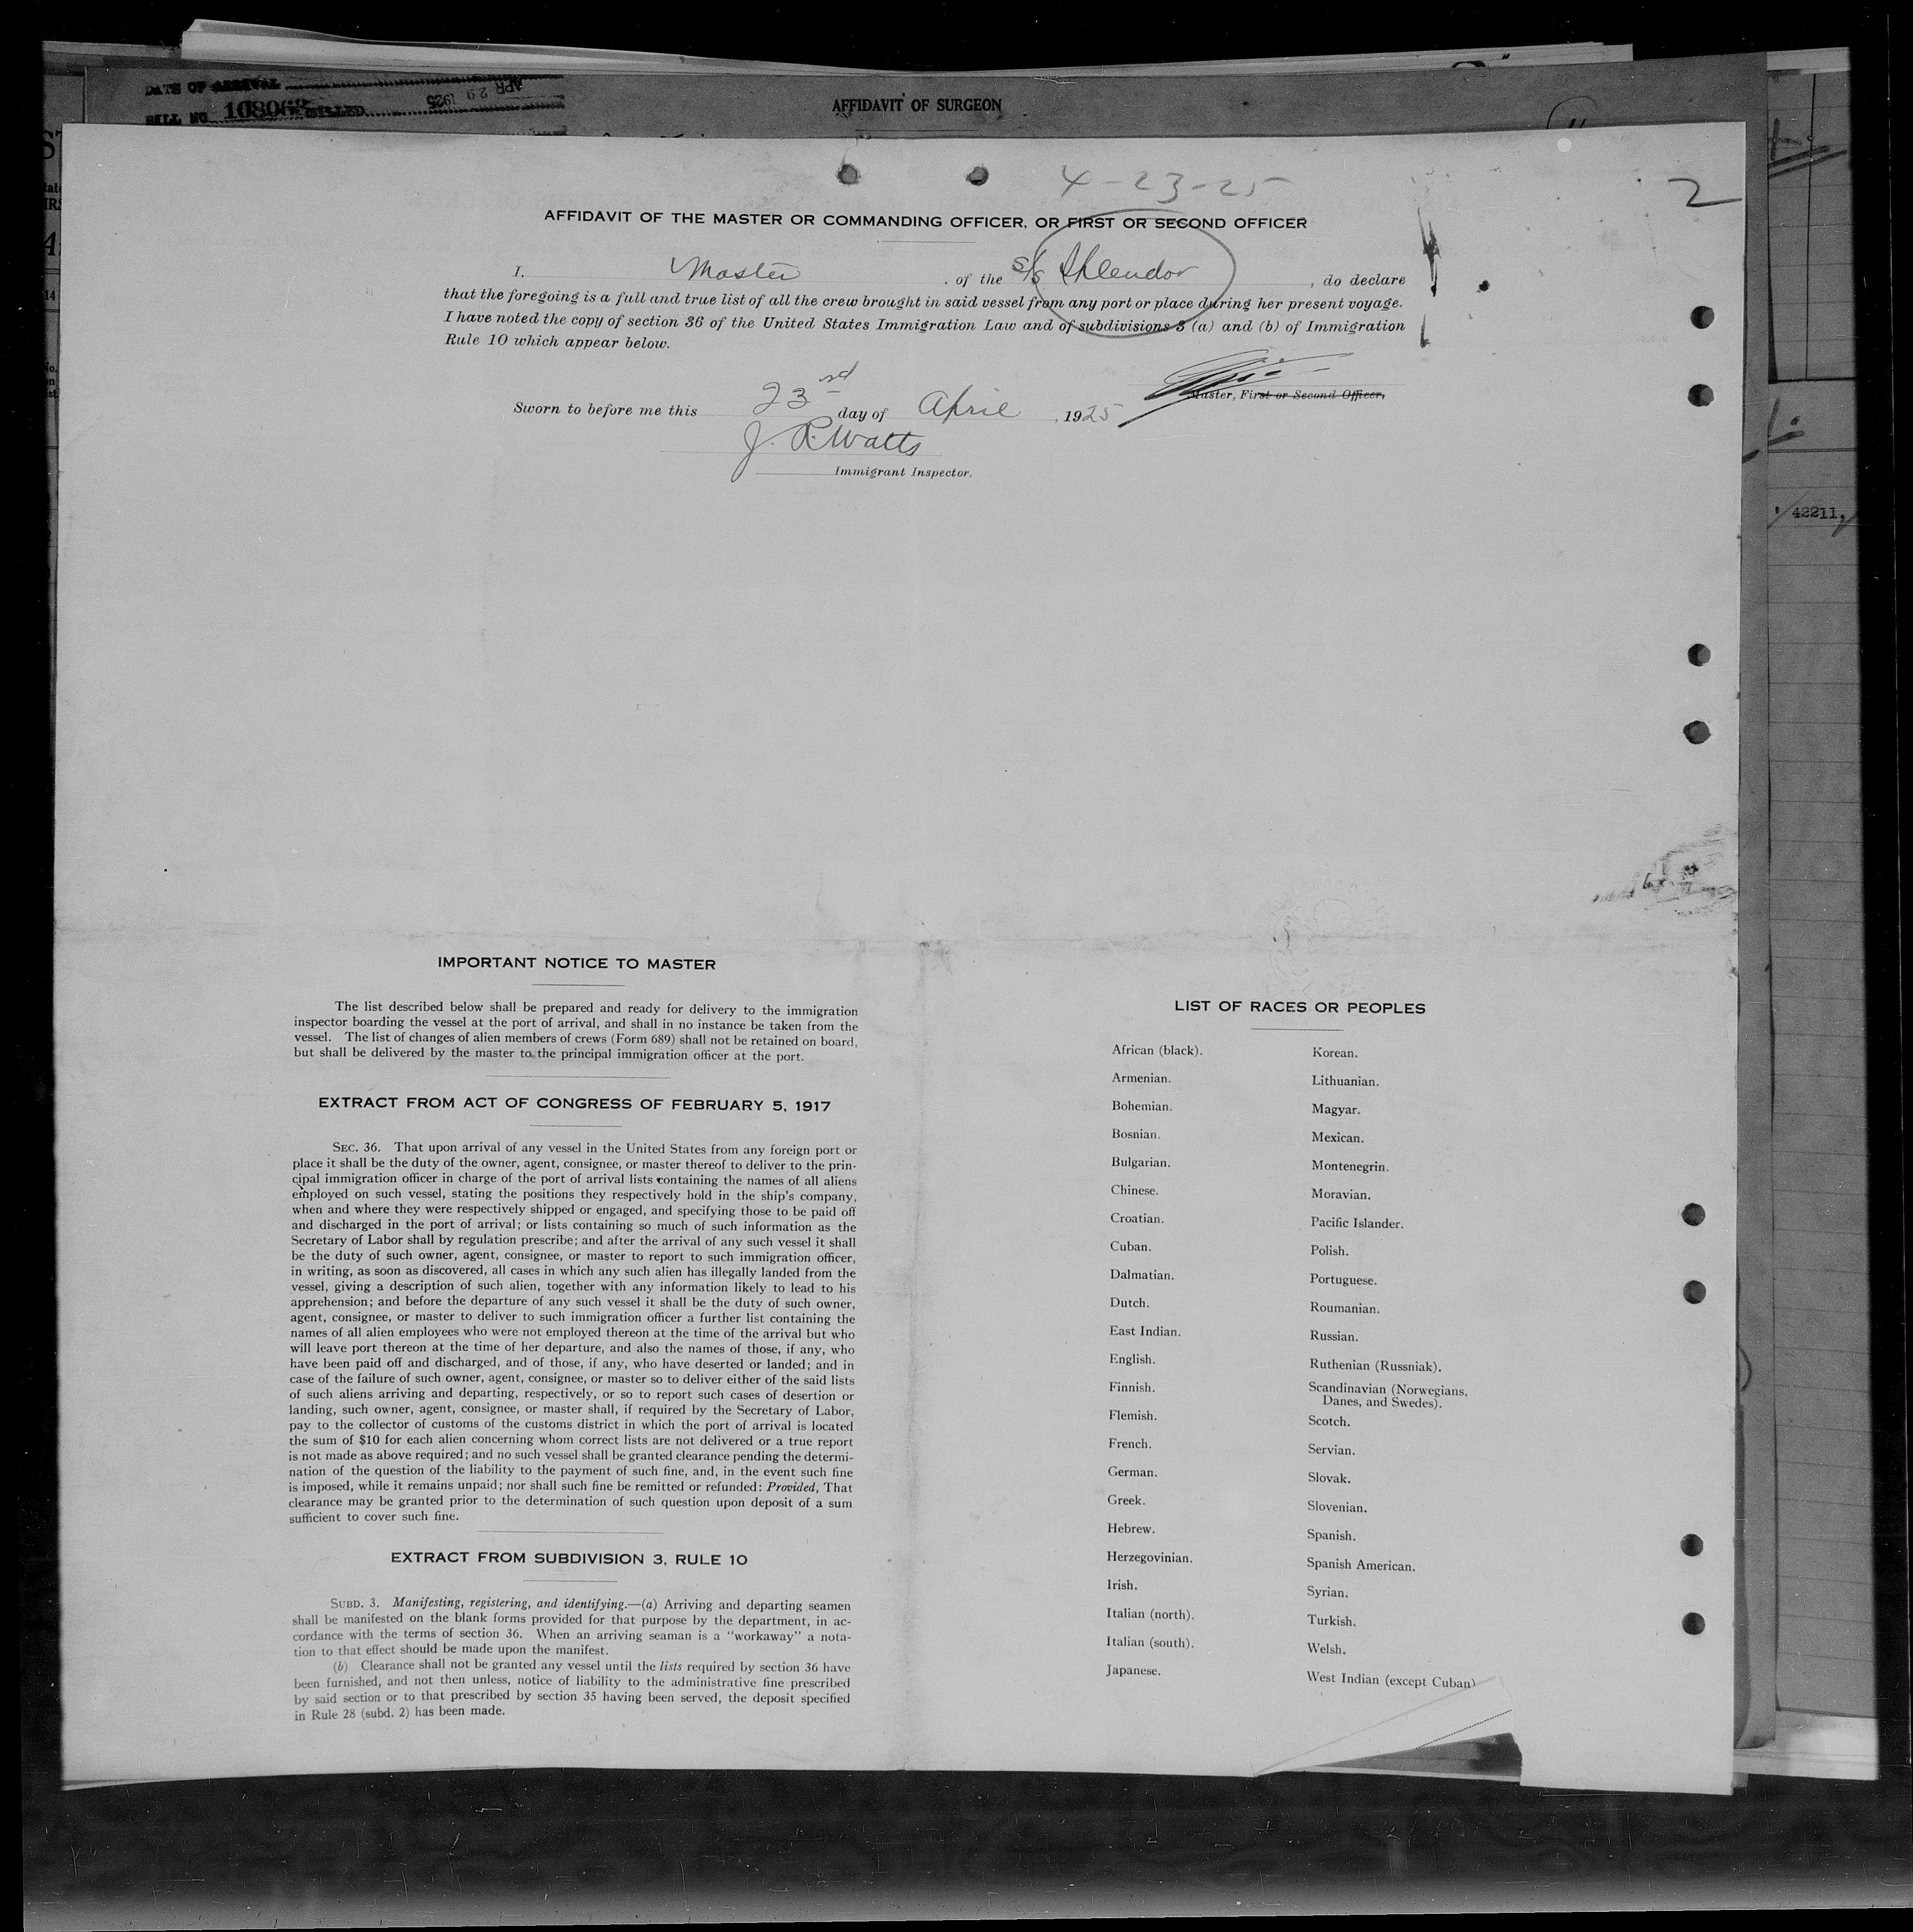 DATE OF ARRIVAL
APR 29 1925
BILL NO. BILLED
AFFIDAVIT OF SURGEON
4-23-25
2
AFFIDAVIT OF THE MASTER OR COMMANDING OFFICER, OR FIRST OR SECOND OFFICER
I, Master, of the S/S Splendor, do declare
that the foregoing is a full and true list of all the crew brought in said vessel from any port or place during her present voyage.
I have noted the copy of section 36 of the United States Immigration Law and of subdivisions 3 (a) and (b) of Immigration
Rule 10 which appear below.
Master, First or Second Officer.
Sworn to before me this 23rd day of April, 1925
J. R. Watts
Immigrant Inspector.
42211,
IMPORTANT NOTICE TO MASTER
The list described below shall be prepared and ready for delivery to the immigration
inspector boarding the vessel at the port of arrival, and shall in no instance be taken from the
vessel. The list of changes of alien members of crews (Form 689) shall not be retained on board,
but shall be delivered by the master to the principal immigration officer at the port.
EXTRACT FROM ACT OF CONGRESS OF FEBRUARY 5, 1917
SEC. 36. That upon arrival of any vessel in the United States from any foreign port or
place it shall be the duty of the owner, agent, consignee, or master thereof to deliver to the prin-
cipal immigration officer in charge of the port of arrival lists containing the names of all aliens
employed on such vessel, stating the positions they respectively hold in the ship's company,
when and where they were respectively shipped or engaged, and specifying those to be paid off
and discharged in the port of arrival; or lists containing so much of such information as the
Secretary of Labor shall by regulation prescribe; and after the arrival of any such vessel it shall
be the duty of such owner, agent, consignee, or master to report to such immigration officer,
in writing, as soon as discovered, all cases in which any such alien has illegally landed from the
vessel, giving a description of such alien, together with any information likely to lead to his
apprehension; and before the departure of any such vessel it shall be the duty of such owner,
agent, consignee, or master to deliver to such immigration officer a further list containing the
names of all alien employees who were not employed thereon at the time of the arrival but who
will leave port thereon at the time of her departure, and also the names of those, if any, who
have been paid off and discharged, and of those, if any, who have deserted or landed; and in
case of the failure of such owner, agent, consignee, or master so to deliver either of the said lists
of such aliens arriving and departing, respectively, or so to report such cases of desertion or
landing, such owner, agent, consignee, or master shall, if required by the Secretary of Labor,
pay to the collector of customs of the customs district in which the port of arrival is located
the sum of $10 for each alien concerning whom correct lists are not delivered or a true report
is not made as above required; and no such vessel shall be granted clearance pending the determi-
nation of the question of the liability to the payment of such fine, and, in the event such fine
is imposed, while it remains unpaid; nor shall such fine be remitted or refunded: Provided, That
clearance may be granted prior to the determination of such question upon deposit of a sum
sufficient to cover such fine.
EXTRACT FROM SUBDIVISION 3, RULE 10
SUBD. 3. Manifesting, registering, and identifying.—(a) Arriving and departing seamen
shall be manifested on the blank forms provided for that purpose by the department, in ac-
cordance with the terms of section 36. When an arriving seaman is a "workaway" a nota-
tion to that effect should be made upon the manifest.
(b) Clearance shall not be granted any vessel until the lists required by section 36 have
been furnished, and not then unless, notice of liability to the administrative fine prescribed
by said section or to that prescribed by section 35 having been served, the deposit specified
in Rule 28 (subd. 2) has been made.
LIST OF RACES OR PEOPLES
African (black).
Armenian.
Bohemian.
Bosnian.
Bulgarian.
Chinese.
Croatian.
Cuban.
Dalmatian.
Dutch.
East Indian.
English.
Finnish.
Flemish.
French.
German.
Greek.
Hebrew.
Herzegovinian.
Irish.
Italian (north).
Italian (south).
Japanese.
Korean.
Lithuanian.
Magyar.
Mexican.
Montenegrin.
Moravian.
Pacific Islander.
Polish.
Portuguese.
Roumanian.
Russian.
Ruthenian (Russniak).
Scandinavian (Norwegians,
Danes, and Swedes).
Scotch.
Servian.
Slovak.
Slovenian.
Spanish.
Spanish American.
Syrian.
Turkish.
Welsh.
West Indian (except Cuban)